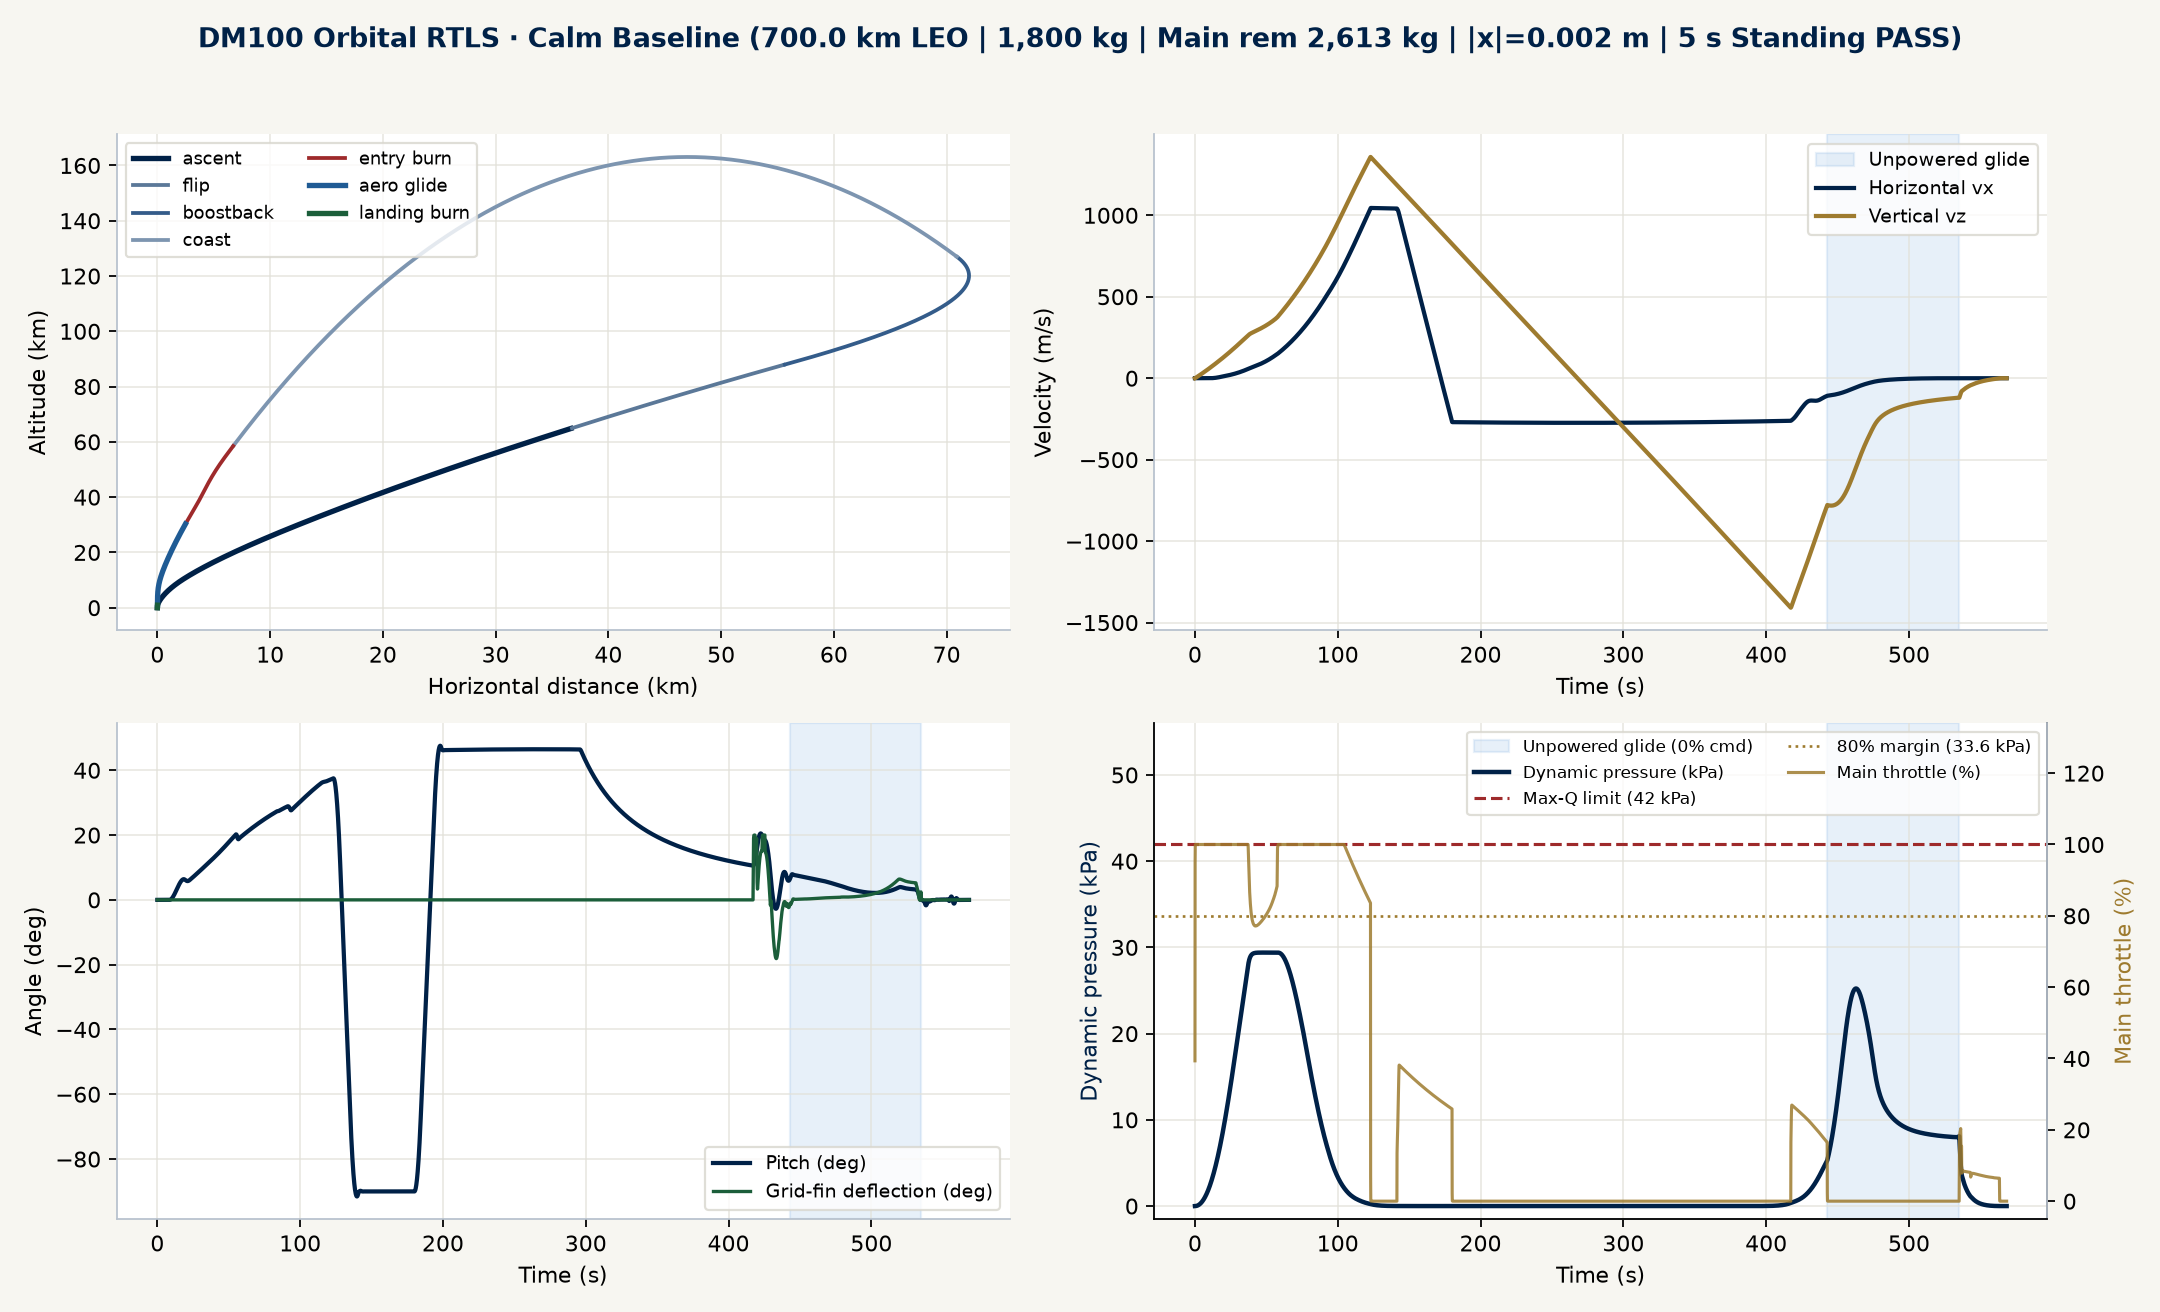 DM100 Orbital RTLS · Calm Baseline (700.0 km LEO | 1,800 kg | Main rem 2,613 kg | |x|=0.002 m | 5 s Standing PASS)
ascent
flip
boostback
coast
entry burn
aero glide
landing burn
Altitude (km)
160
140
120
100
80
60
40
20
0
0 10 20 30 40 50 60 70
Horizontal distance (km)
Unpowered glide
Horizontal vx
Vertical vz
Velocity (m/s)
1000
500
0
−500
−1000
−1500
0 100 200 300 400 500
Time (s)
Angle (deg)
40
20
0
−20
−40
−60
−80
Pitch (deg)
Grid-fin deflection (deg)
0 100 200 300 400 500
Time (s)
Unpowered glide (0% cmd)
Dynamic pressure (kPa)
Max-Q limit (42 kPa)
80% margin (33.6 kPa)
Main throttle (%)
Dynamic pressure (kPa)
50
40
30
20
10
0
120
100
80
60
40
20
0
Main throttle (%)
0 100 200 300 400 500
Time (s)